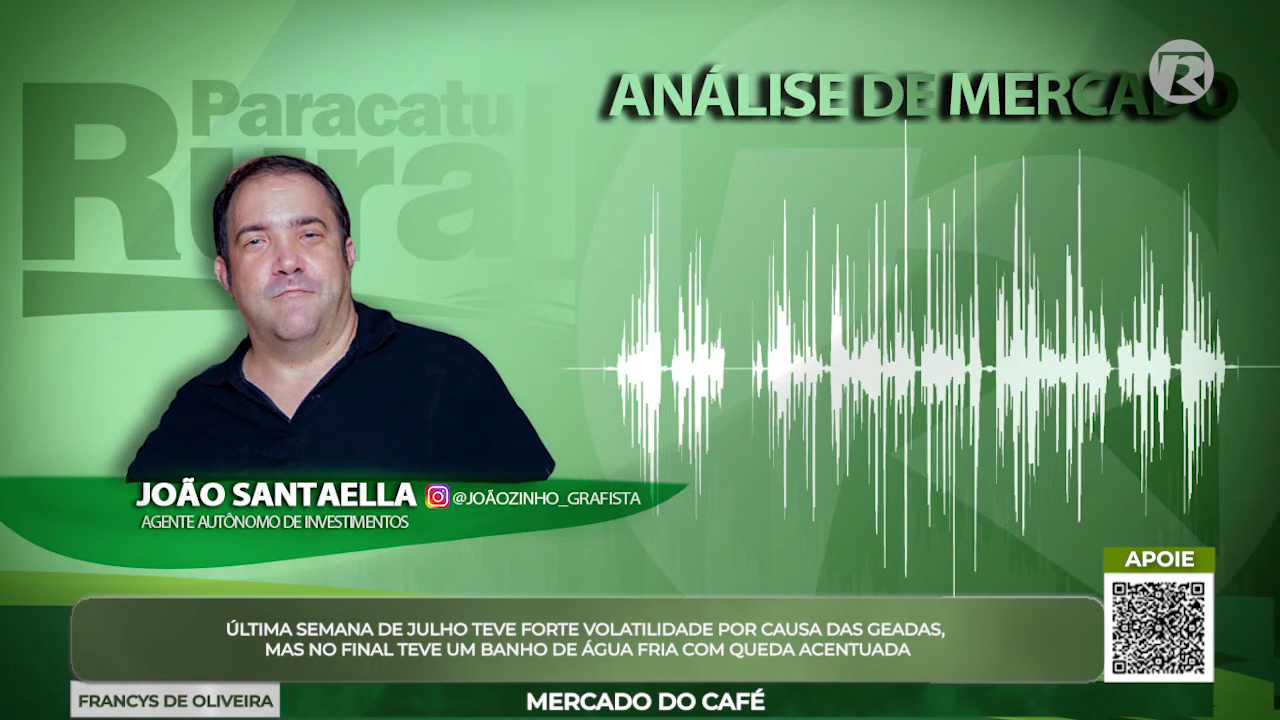 Paracatu
Rural
ANÁLISE DE MERCADO
R
JOÃO SANTAELLA
@JOÃOZINHO_GRAFISTA
AGENTE AUTÔNOMO DE INVESTIMENTOS
APOIE
ÚLTIMA SEMANA DE JULHO TEVE FORTE VOLATILIDADE POR CAUSA DAS GEADAS,
MAS NO FINAL TEVE UM BANHO DE ÁGUA FRIA COM QUEDA ACENTUADA
FRANCYS DE OLIVEIRA
MERCADO DO CAFÉ